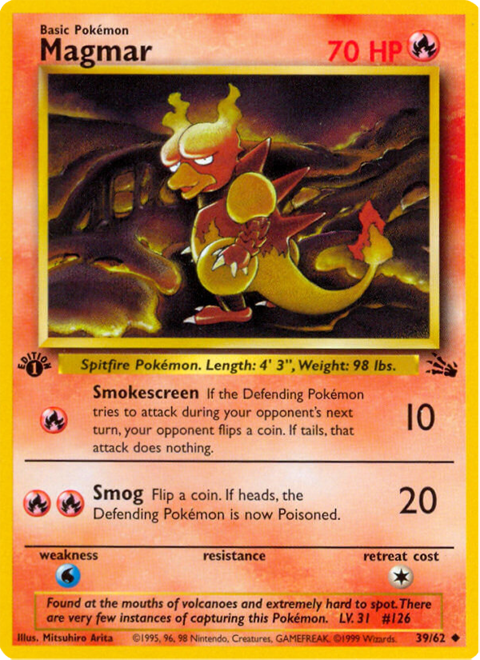 Basic Pokémon
Magmar 70 HP
Spitfire Pokémon. Length: 4' 3", Weight: 98 lbs.
EDITION
1
Smokescreen If the Defending Pokémon
tries to attack during your opponent's next
turn, your opponent flips a coin. If tails, that
attack does nothing.
10
Smog Flip a coin. If heads, the
Defending Pokémon is now Poisoned.
20
weakness resistance retreat cost
Found at the mouths of volcanoes and extremely hard to spot. There
are very few instances of capturing this Pokémon. LV. 31 #126
Illus. Mitsuhiro Arita ©1995, 96, 98 Nintendo, Creatures, GAMEFREAK. ©1999 Wizards. 39/62